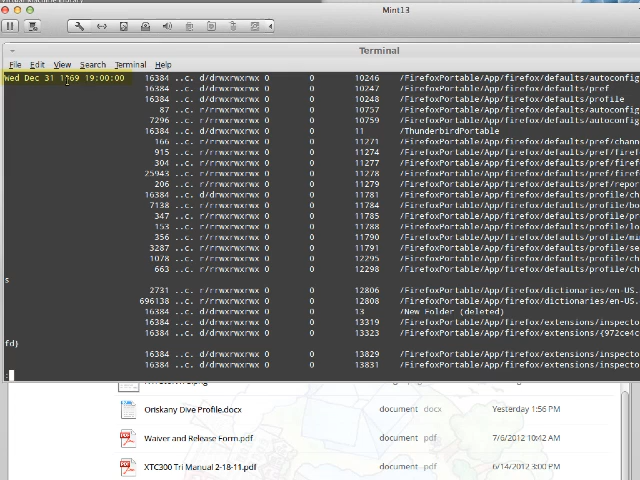 Mint13
Terminal
File Edit View Search Terminal Help
Wed Dec 31 1969 19:00:00 16384 ..c. d/drwxrwxrwx 0 0 10246 /FirefoxPortable/App/firefox/defaults/autoconfig
16384 ..c. d/drwxrwxrwx 0 0 10247 /FirefoxPortable/App/firefox/defaults/pref
16384 ..c. d/drwxrwxrwx 0 0 10248 /FirefoxPortable/App/firefox/defaults/profile
87 ..c. r/rrwxrwxrwx 0 0 10757 /FirefoxPortable/App/firefox/defaults/autoconfig
7296 ..c. r/rrwxrwxrwx 0 0 10759 /FirefoxPortable/App/firefox/defaults/autoconfig
16384 ..c. d/drwxrwxrwx 0 0 11 /ThunderbirdPortable
166 ..c. r/rrwxrwxrwx 0 0 11271 /FirefoxPortable/App/firefox/defaults/pref/chann
915 ..c. r/rrwxrwxrwx 0 0 11274 /FirefoxPortable/App/firefox/defaults/pref/firef
304 ..c. r/rrwxrwxrwx 0 0 11277 /FirefoxPortable/App/firefox/defaults/pref/firef
25943 ..c. r/rrwxrwxrwx 0 0 11278 /FirefoxPortable/App/firefox/defaults/pref/firef
206 ..c. r/rrwxrwxrwx 0 0 11279 /FirefoxPortable/App/firefox/defaults/pref/repor
16384 ..c. d/drwxrwxrwx 0 0 11781 /FirefoxPortable/App/firefox/defaults/profile/ch
7138 ..c. r/rrwxrwxrwx 0 0 11784 /FirefoxPortable/App/firefox/defaults/profile/bo
347 ..c. r/rrwxrwxrwx 0 0 11785 /FirefoxPortable/App/firefox/defaults/profile/pr
153 ..c. r/rrwxrwxrwx 0 0 11788 /FirefoxPortable/App/firefox/defaults/profile/lo
356 ..c. r/rrwxrwxrwx 0 0 11790 /FirefoxPortable/App/firefox/defaults/profile/mi
3287 ..c. r/rrwxrwxrwx 0 0 11791 /FirefoxPortable/App/firefox/defaults/profile/se
1078 ..c. r/rrwxrwxrwx 0 0 12295 /FirefoxPortable/App/firefox/defaults/profile/ch
663 ..c. r/rrwxrwxrwx 0 0 12298 /FirefoxPortable/App/firefox/defaults/profile/ch
s
2731 ..c. r/rrwxrwxrwx 0 0 12806 /FirefoxPortable/App/firefox/dictionaries/en-US.
696138 ..c. r/rrwxrwxrwx 0 0 12808 /FirefoxPortable/App/firefox/dictionaries/en-US.
16384 ..c. d/drwxrwxrwx 0 0 13 /New Folder (deleted)
16384 ..c. d/drwxrwxrwx 0 0 13319 /FirefoxPortable/App/firefox/extensions/inspecto
16384 ..c. d/drwxrwxrwx 0 0 13323 /FirefoxPortable/App/firefox/extensions/{972ce4c
fd}
16384 ..c. d/drwxrwxrwx 0 0 13829 /FirefoxPortable/App/firefox/extensions/inspecto
16384 ..c. d/drwxrwxrwx 0 0 13831 /FirefoxPortable/App/firefox/extensions/inspecto
:
Oriskany Dive Profile.docx document docx Yesterday 1:56 PM
Waiver and Release Form.pdf document pdf 7/6/2012 10:42 AM
XTC300 Tri Manual 2-18-11.pdf document pdf 6/14/2012 3:00 PM